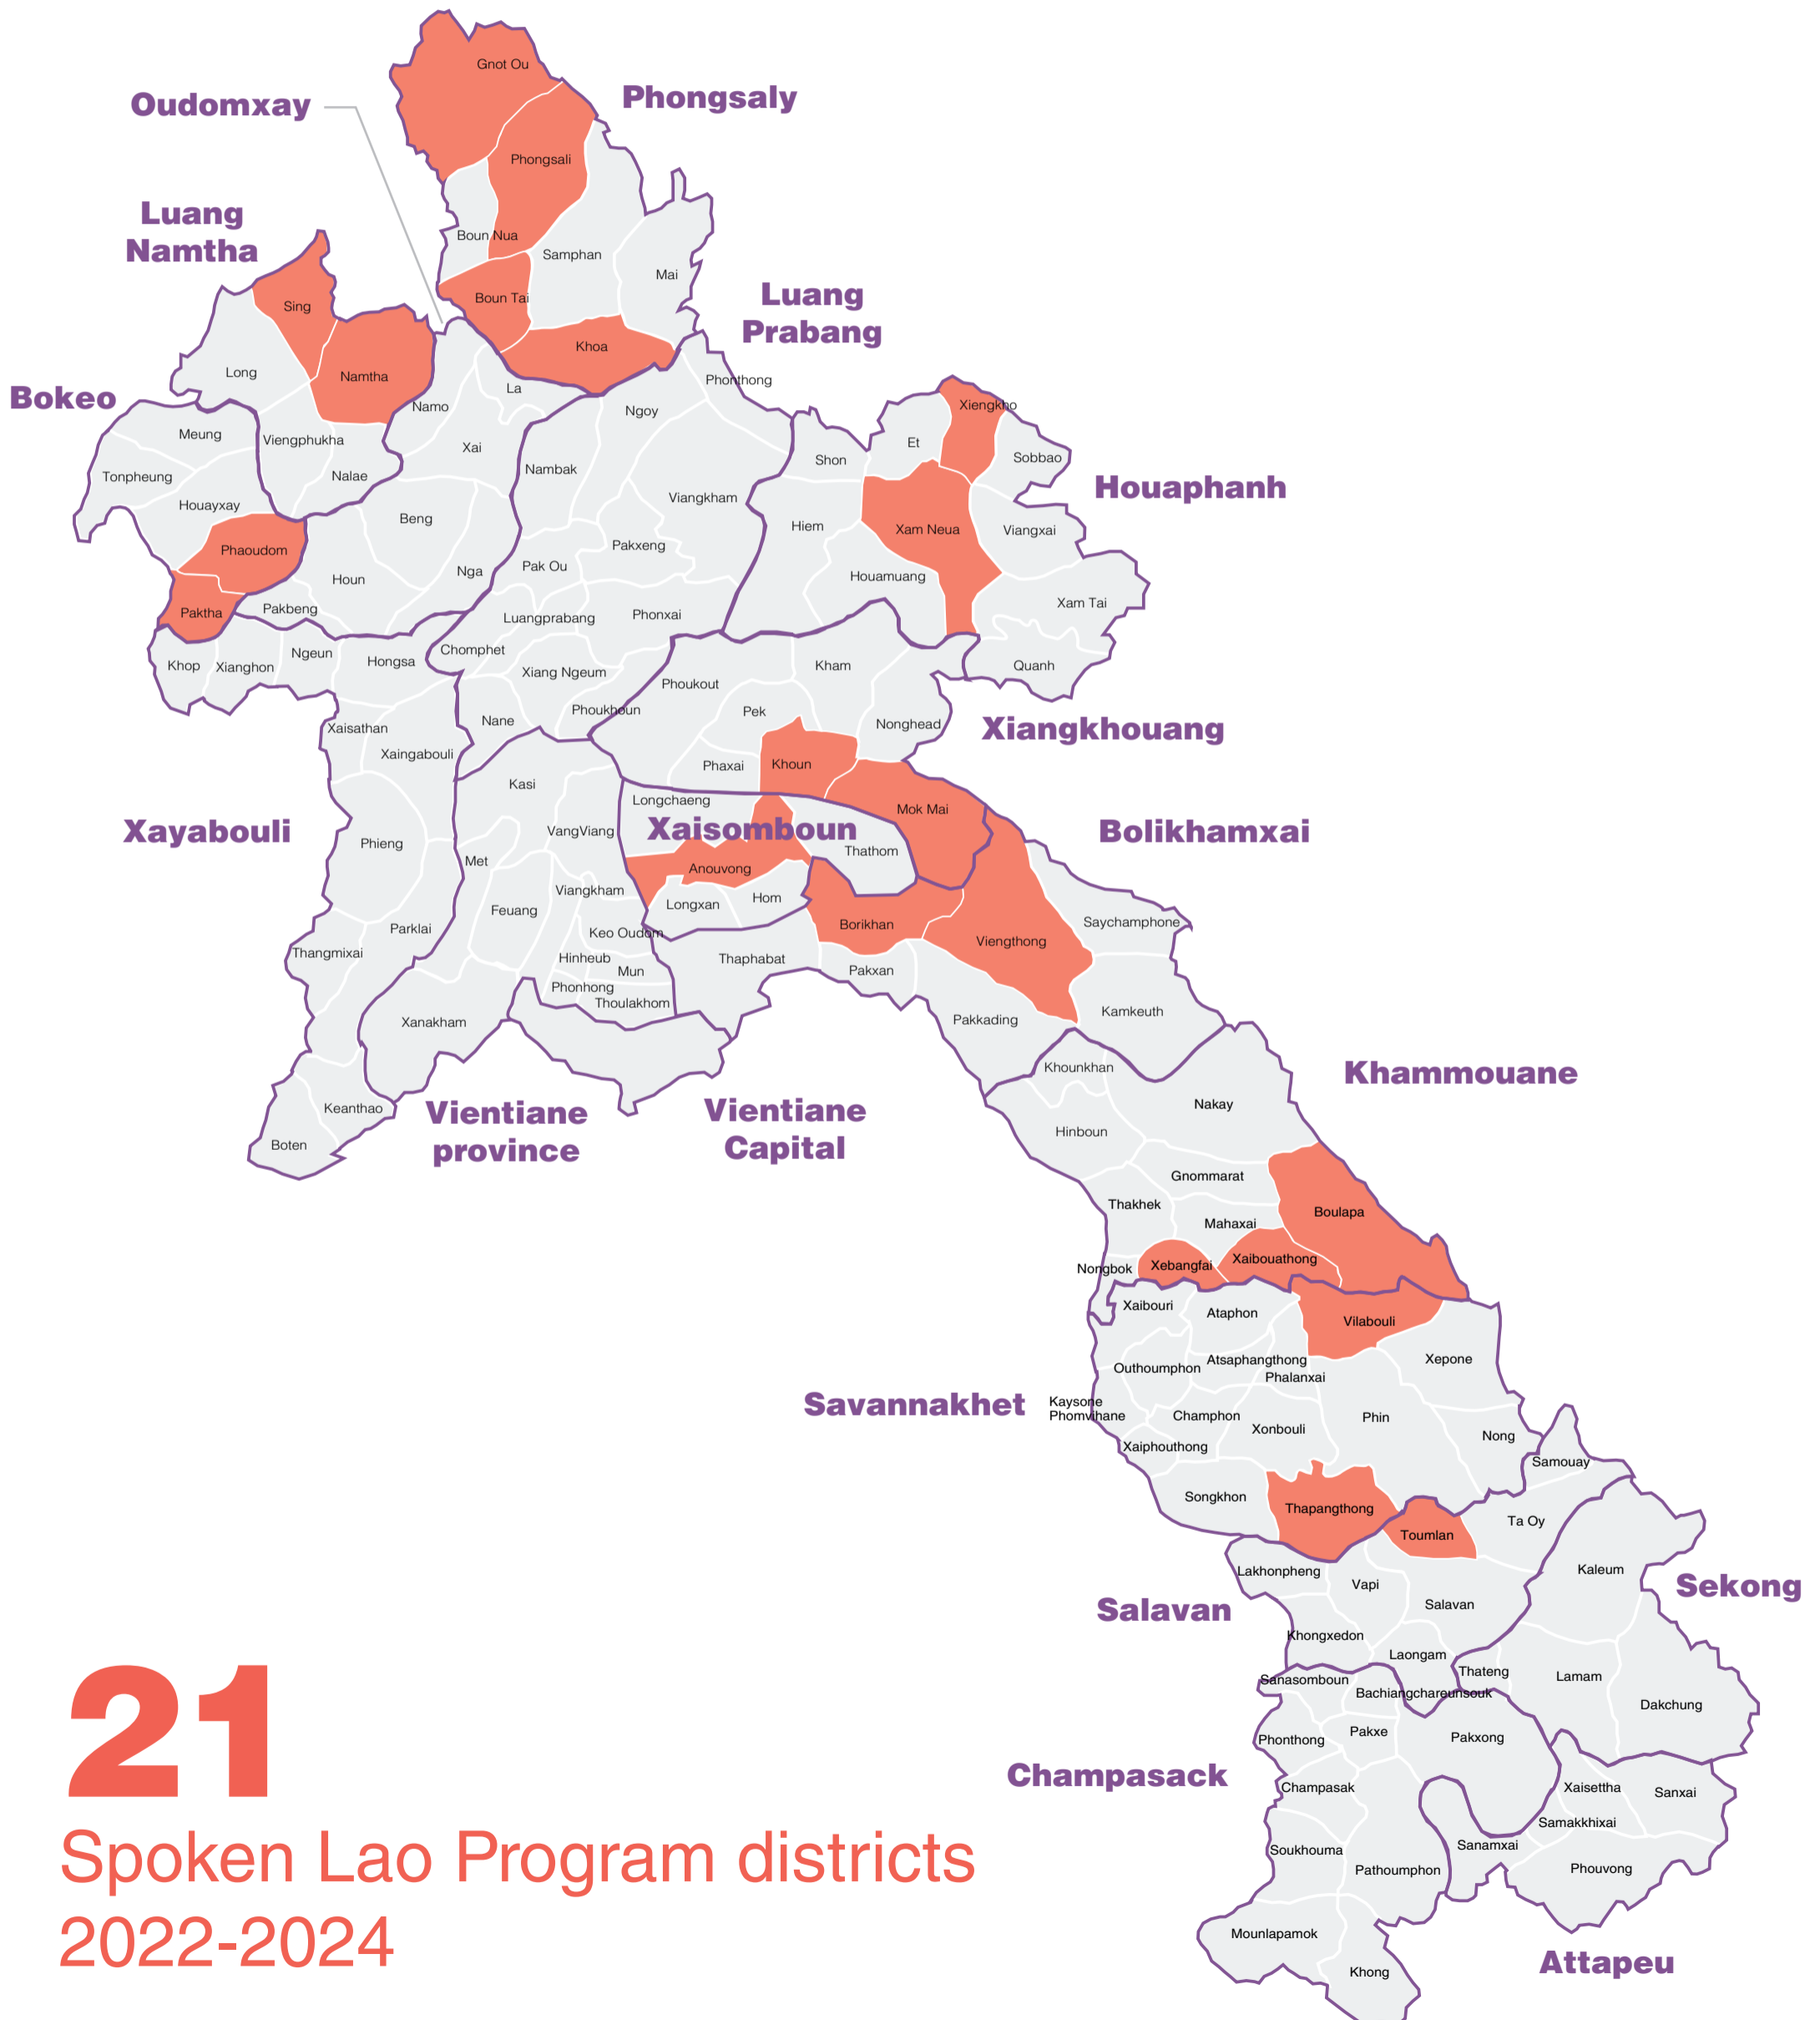 Gnot Ou
Phongsaly
Oudomxay
Phongsali
Luang
Namtha
Boun Nua
Samphan
Mai
Boun Tai
Sing
Luang
Prabang
Khoa
Long
Namtha
La
Phonthong
Bokeo
Namo
Ngoy
Xiengkho
Meung
Viengphukha
Xai
Et
Sobbao
Shon
Tonpheung
Nalae
Nambak
Houaphanh
Houayxay
Viangkham
Beng
Hiem
Xam Neua
Viangxai
Phaoudom
Pakxeng
Houn
Nga
Pak Ou
Houamuang
Xam Tai
Paktha
Pakbeng
Luangprabang
Phonxai
Khop
Xianghon
Ngeun
Hongsa
Chomphet
Xiang Ngeum
Kham
Quanh
Phoukout
Nane
Phoukhoun
Pek
Nonghead
Xiangkhouang
Xaisathan
Xaingabouli
Phaxai
Khoun
Kasi
Longchaeng
Mok Mai
Xayabouli
VangViang
Xaisomboun
Bolikhamxai
Phieng
Met
Thathom
Anouvong
Viangkham
Longxan
Hom
Feuang
Borikhan
Saychamphone
Parklai
Keo Oudom
Viengthong
Thangmixai
Hinheub
Mun
Thaphabat
Pakxan
Phonhong
Thoulakhom
Xanakham
Pakkading
Kamkeuth
Khounkhan
Khammouane
Keanthao
Vientiane
province
Vientiane
Capital
Nakay
Boten
Hinboun
Gnommarat
Thakhek
Mahaxai
Boulapa
Nongbok
Xebangfai
Xaibouathong
Xaibouri
Ataphon
Vilabouli
Outhoumphon
Atsaphangthong
Phalanxai
Xepone
Savannakhet
Kaysone
Phomvihane
Champhon
Xonbouli
Phin
Xaiphouthong
Nong
Samouay
Songkhon
Thapangthong
Toumlan
Ta Oy
Lakhonpheng
Vapi
Kaleum
Sekong
Salavan
Salavan
Khongxedon
Laongam
Thateng
Lamam
Sanasomboun
Bachiangchareunsouk
Dakchung
Phonthong
Pakxe
Pakxong
Champasack
Champasak
Xaisettha
Sanxai
Samakkhixai
Soukhouma
Sanamxai
Pathoumphon
Phouvong
Mounlapamok
Attapeu
Khong
21
Spoken Lao Program districts
2022-2024